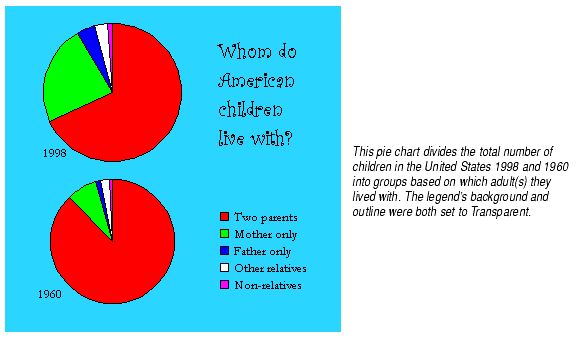 Whom do
American
children
live with?
1998
1960
Two parents
Mother only
Father only
Other relatives
Non-relatives
This pie chart divides the total number of
children in the United States 1998 and 1960
into groups based on which adult(s) they
lived with. The legend's background and
outline were both set to Transparent.